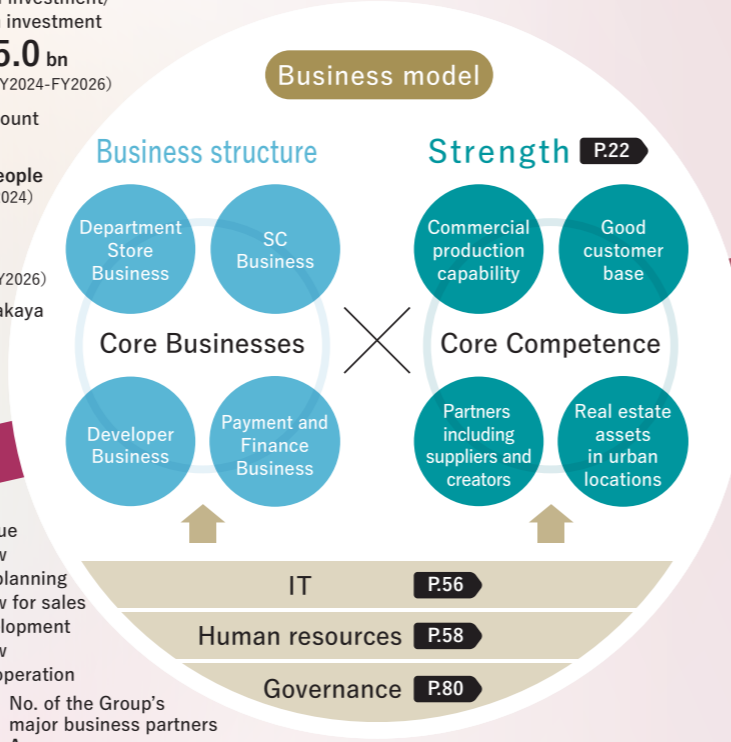 investment
5.0 bn
Y2024-FY2026)
ount
eople
2024)
Y2026)
akaya
Business model
Business structure
Strength P.22
Department
Store
Business
SC
Business
Commercial
production
capability
Good
customer
base
Core Businesses
Core Competence
Developer
Business
Payment and
Finance
Business
Partners
including
suppliers and
creators
Real estate
assets
in urban
locations
IT P.56
Human resources P.58
Governance P.80
ue
w
planning
w for sales
lopment
w
operation
No. of the Group's
major business partners